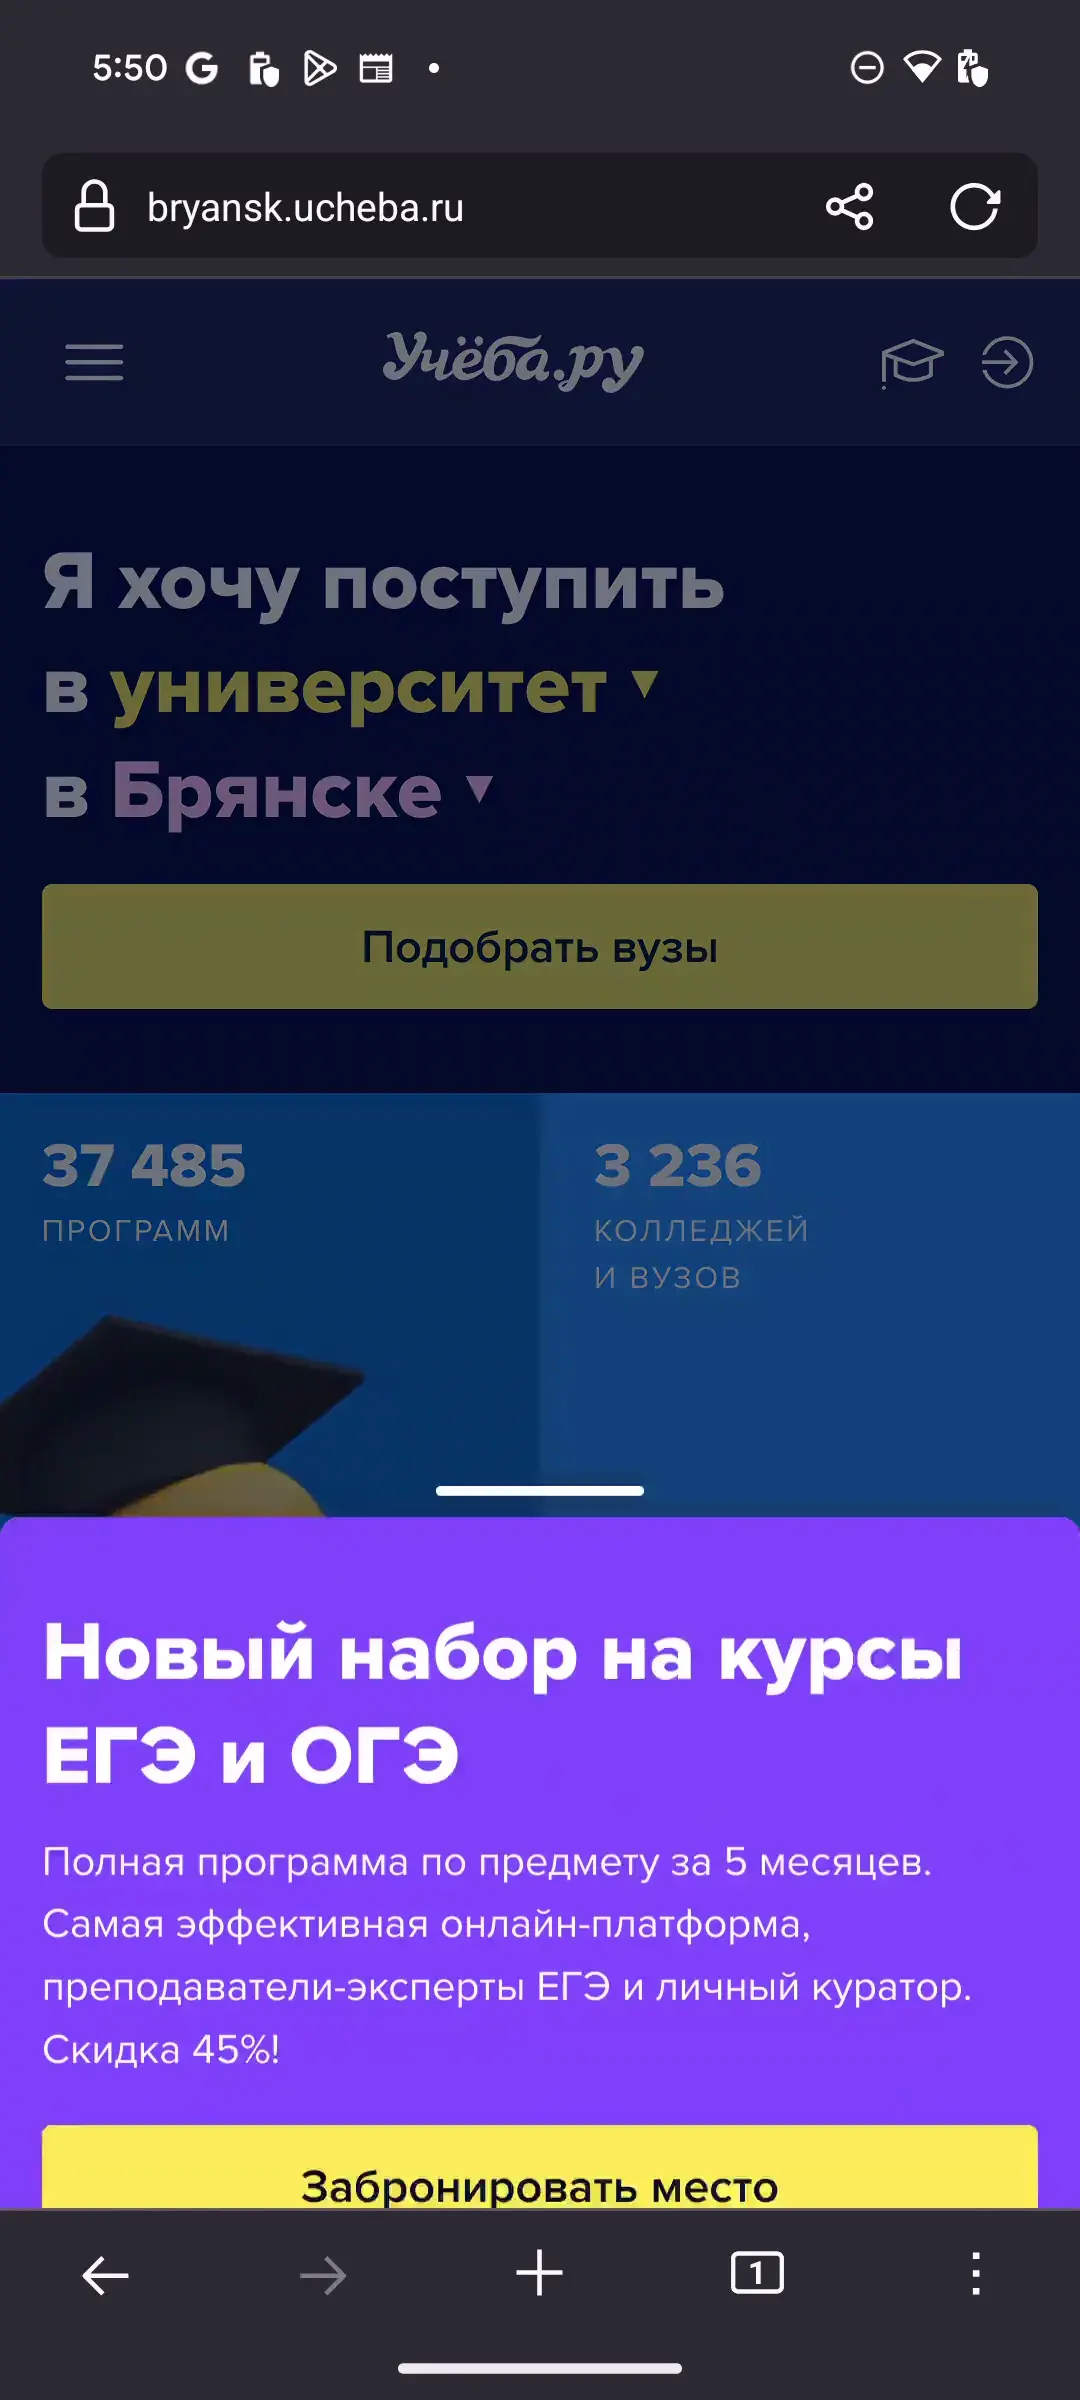 5:50
bryansk.ucheba.ru
Учёба.ру
Я хочу поступить
в университет
в Брянске
Подобрать вузы
37 485
ПРОГРАММ
3 236
КОЛЛЕДЖЕЙ
И ВУЗОВ
Новый набор на курсы
ЕГЭ и ОГЭ
Полная программа по предмету за 5 месяцев.
Самая эффективная онлайн-платформа,
преподаватели-эксперты ЕГЭ и личный куратор.
Скидка 45%!
Забронировать место
1